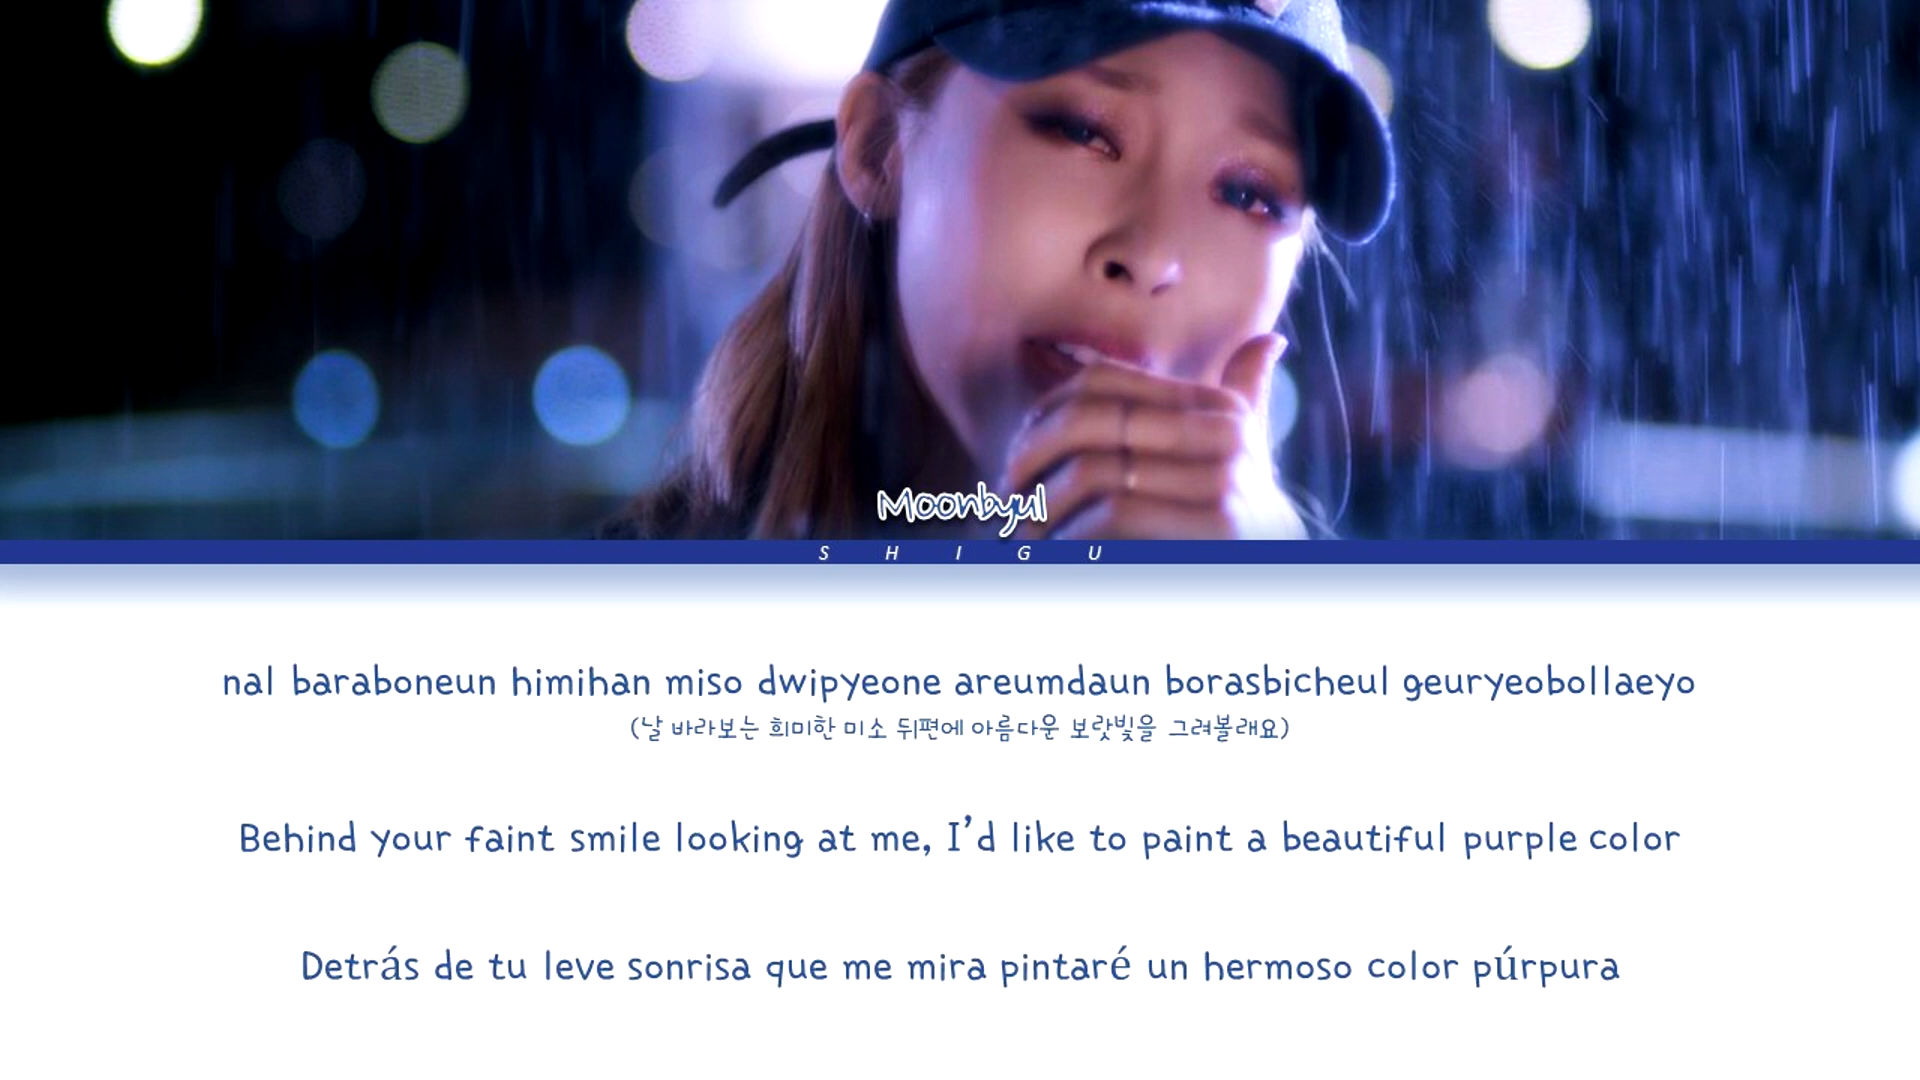 Moonbyul
S H I G U
nal baraboneun himihan miso dwipyeone areumdaun borasbicheul geuryeobollaeyo
(날 바라보는 희미한 미소 뒤편에 아름다운 보랏빛을 그려볼래요)
Behind your faint smile looking at me, I’d like to paint a beautiful purple color
Detrás de tu leve sonrisa que me mira pintaré un hermoso color púrpura